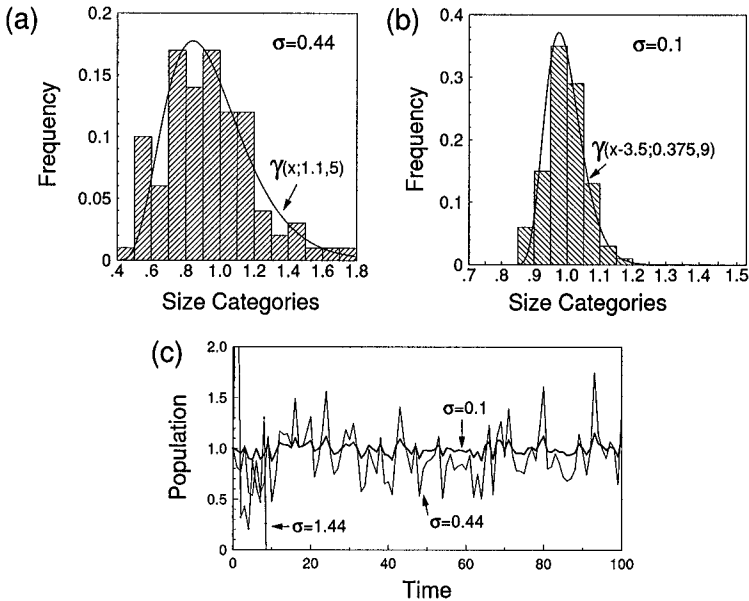 (a)
0.2
0.15
0.1
0.05
0
Frequency
σ=0.44
γ(x;1.1,5)
.4 .6 .8 1.0 1.2 1.4 1.6 1.8
Size Categories
(b)
0.4
0.3
0.2
0.1
0
Frequency
σ=0.1
γ(x-3.5;0.375,9)
0.7 .8 .9 1.0 1.1 1.2 1.3 1.4 1.5
Size Categories
(c)
2.0
1.5
1.0
0.5
0
Population
σ=0.1
σ=1.44
σ=0.44
0 20 40 60 80 100
Time